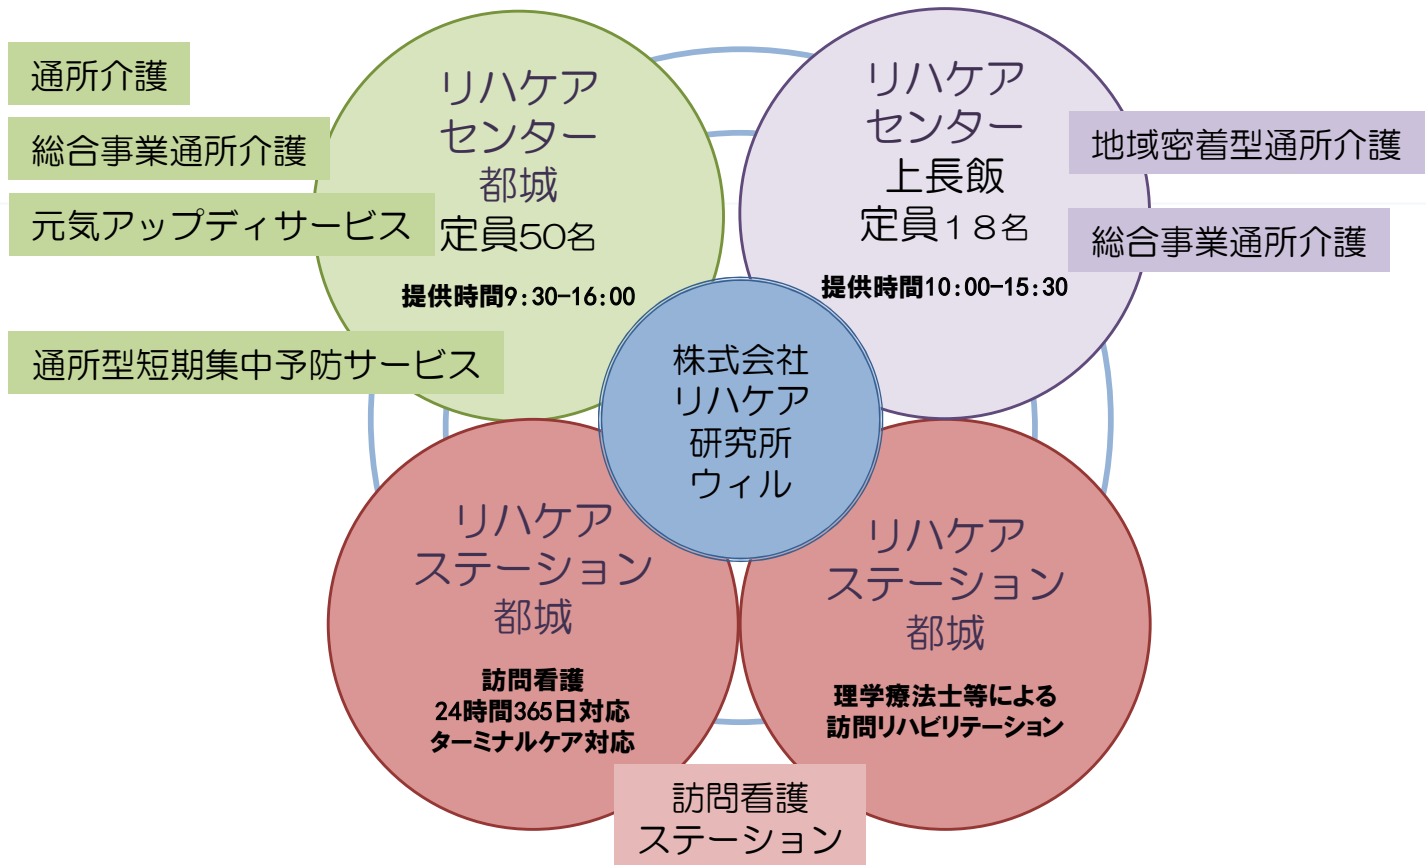 通所介護
総合事業通所介護
元気アップディサービス
通所型短期集中予防サービス
リハケア
センター
都城
定員50名
提供時間9:30-16:00
リハケア
センター
上長飯
定員１８名
提供時間10:00-15:30
地域密着型通所介護
総合事業通所介護
株式会社
リハケア
研究所
ウィル
リハケア
ステーション
都城
訪問看護
24時間365日対応
ターミナルケア対応
リハケア
ステーション
都城
理学療法士等による
訪問リハビリテーション
訪問看護
ステーション